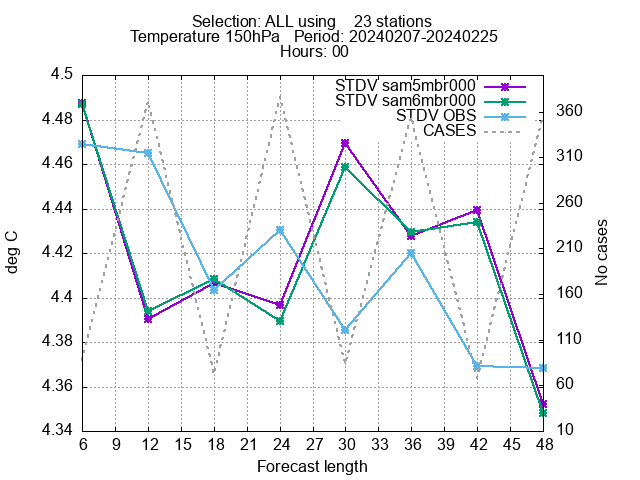 Selection: ALL using 23 stations
Temperature 150hPa Period: 20240207-20240225
Hours: 00
STDV sam5mbr000
STDV sam6mbr000
STDV OBS
CASES
deg C
4.5
4.48
4.46
4.44
4.42
4.4
4.38
4.36
4.34
360
310
260
210
160
110
60
10
No cases
6 9 12 15 18 21 24 27 30 33 36 39 42 45 48
Forecast length